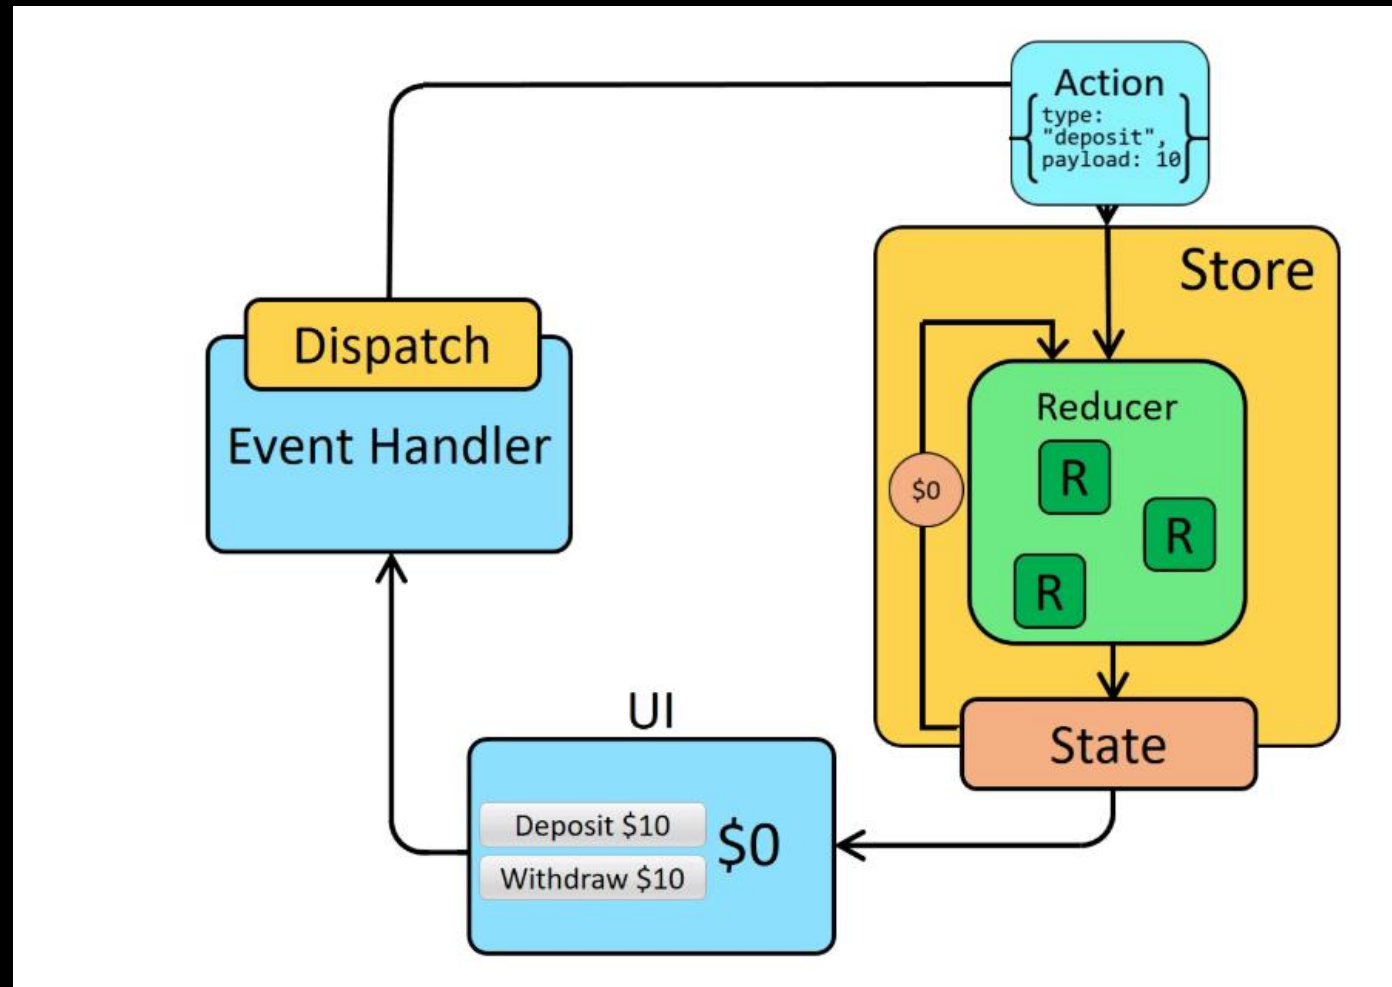 Action
{ type:
"deposit",
payload: 10 }
Store
Dispatch
Event Handler
Reducer
R
$0
R
R
UI
State
Deposit $10
$0
Withdraw $10